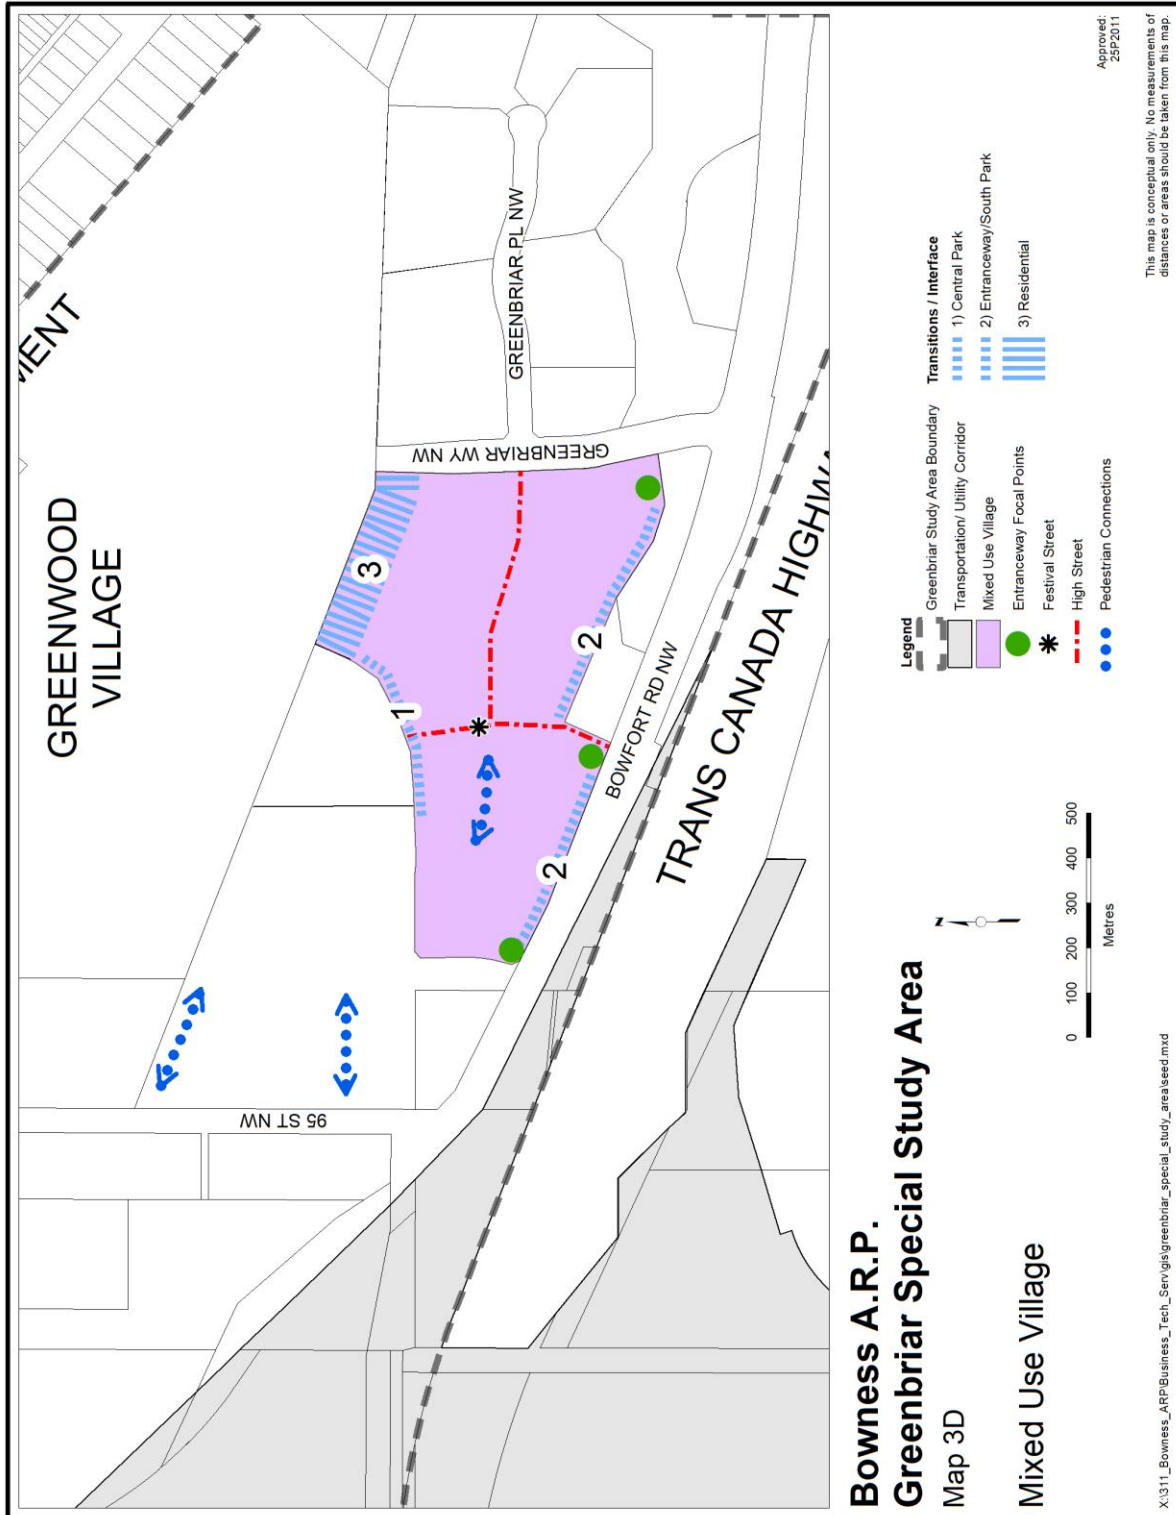 MENT
GREENWOOD
VILLAGE
GREENBRIAR PL NW
GREENBRIAR WY NW
3
1
2
2
BOWFORT RD NW
TRANS CANADA HIGHWA
95 ST NW
Bowness A.R.P.
Greenbriar Special Study Area
Map 3D
Mixed Use Village
N
0 100 200 300 400 500
Metres
Legend
Greenbriar Study Area Boundary
Transportation/ Utility Corridor
Mixed Use Village
Entranceway Focal Points
Festival Street
High Street
Pedestrian Connections
Transitions / Interface
1) Central Park
2) Entranceway/South Park
3) Residential
Approved:
25P2011
This map is conceptual only. No measurements of
distances or areas should be taken from this map.
X:\311_Bowness_ARP\Business_Tech_Serv\gis\greenbriar_special_study_area\seed.mxd